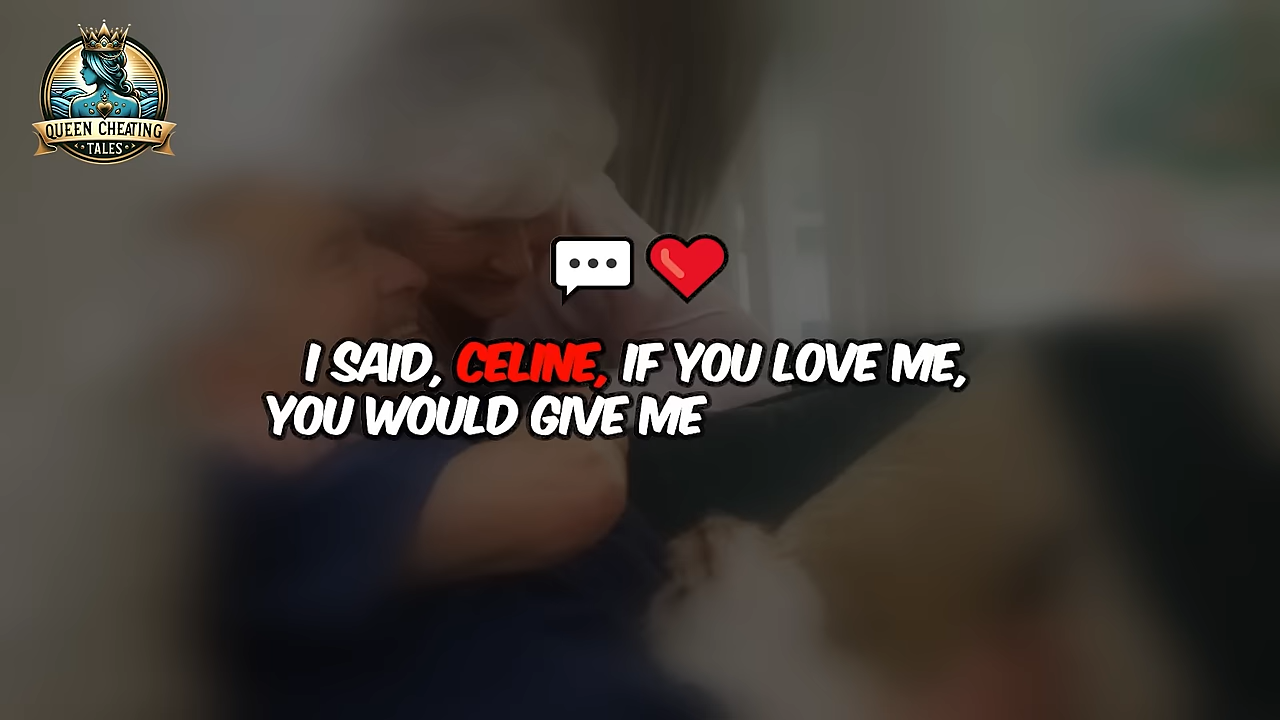 QUEEN CHEATING
TALES
I SAID, CELINE, IF YOU LOVE ME,
YOU WOULD GIVE ME